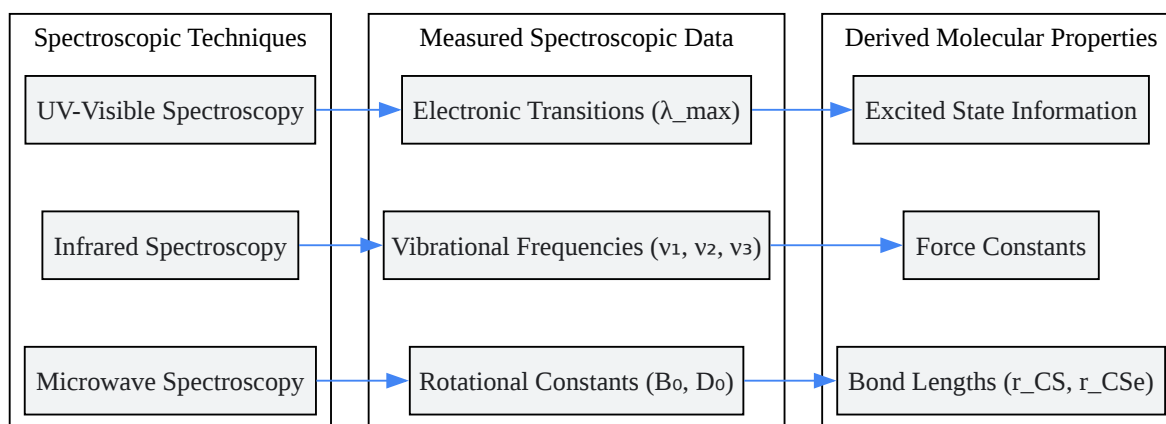 Spectroscopic Techniques
Measured Spectroscopic Data
Derived Molecular Properties
UV-Visible Spectroscopy
Electronic Transitions (λ_max)
Excited State Information
Infrared Spectroscopy
Vibrational Frequencies (ν₁, ν₂, ν₃)
Force Constants
Microwave Spectroscopy
Rotational Constants (B₀, D₀)
Bond Lengths (r_CS, r_CSe)